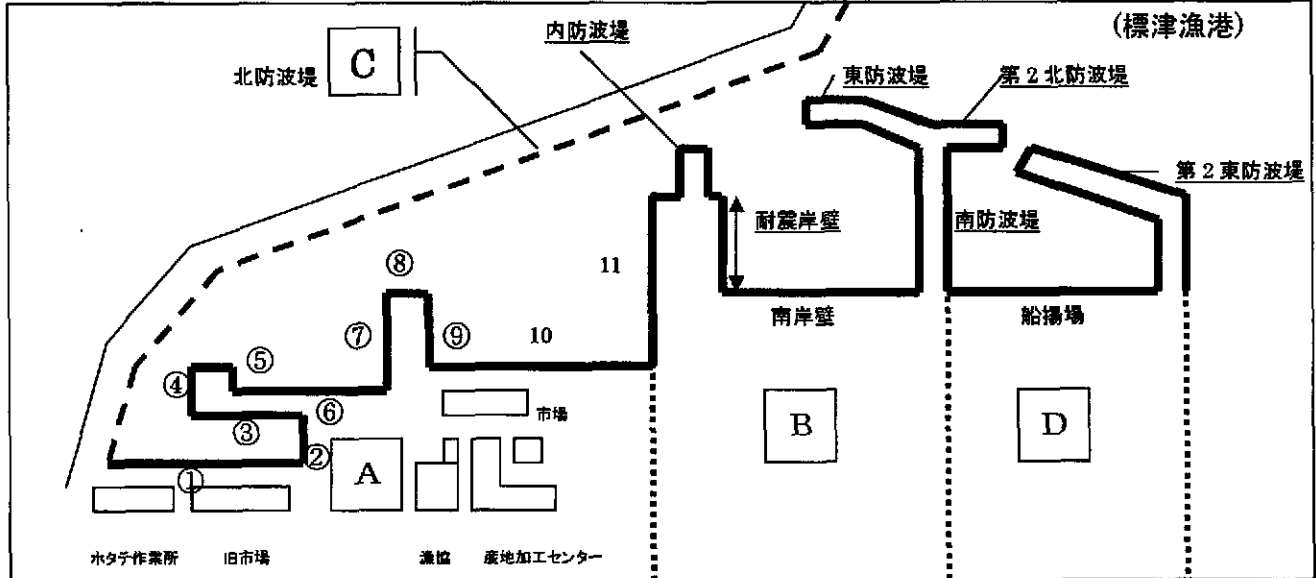 (標津漁港)
内防波堤
北防波堤
C
東防波堤
第2北防波堤
第2東防波堤
耐震岸壁
南防波堤
⑧
11
南岸壁
船揚場
⑦
⑨
10
⑤
④
⑥
市場
③
②
①
A
B
D
ホタテ作業所
旧市場
漁協
産地加工センター